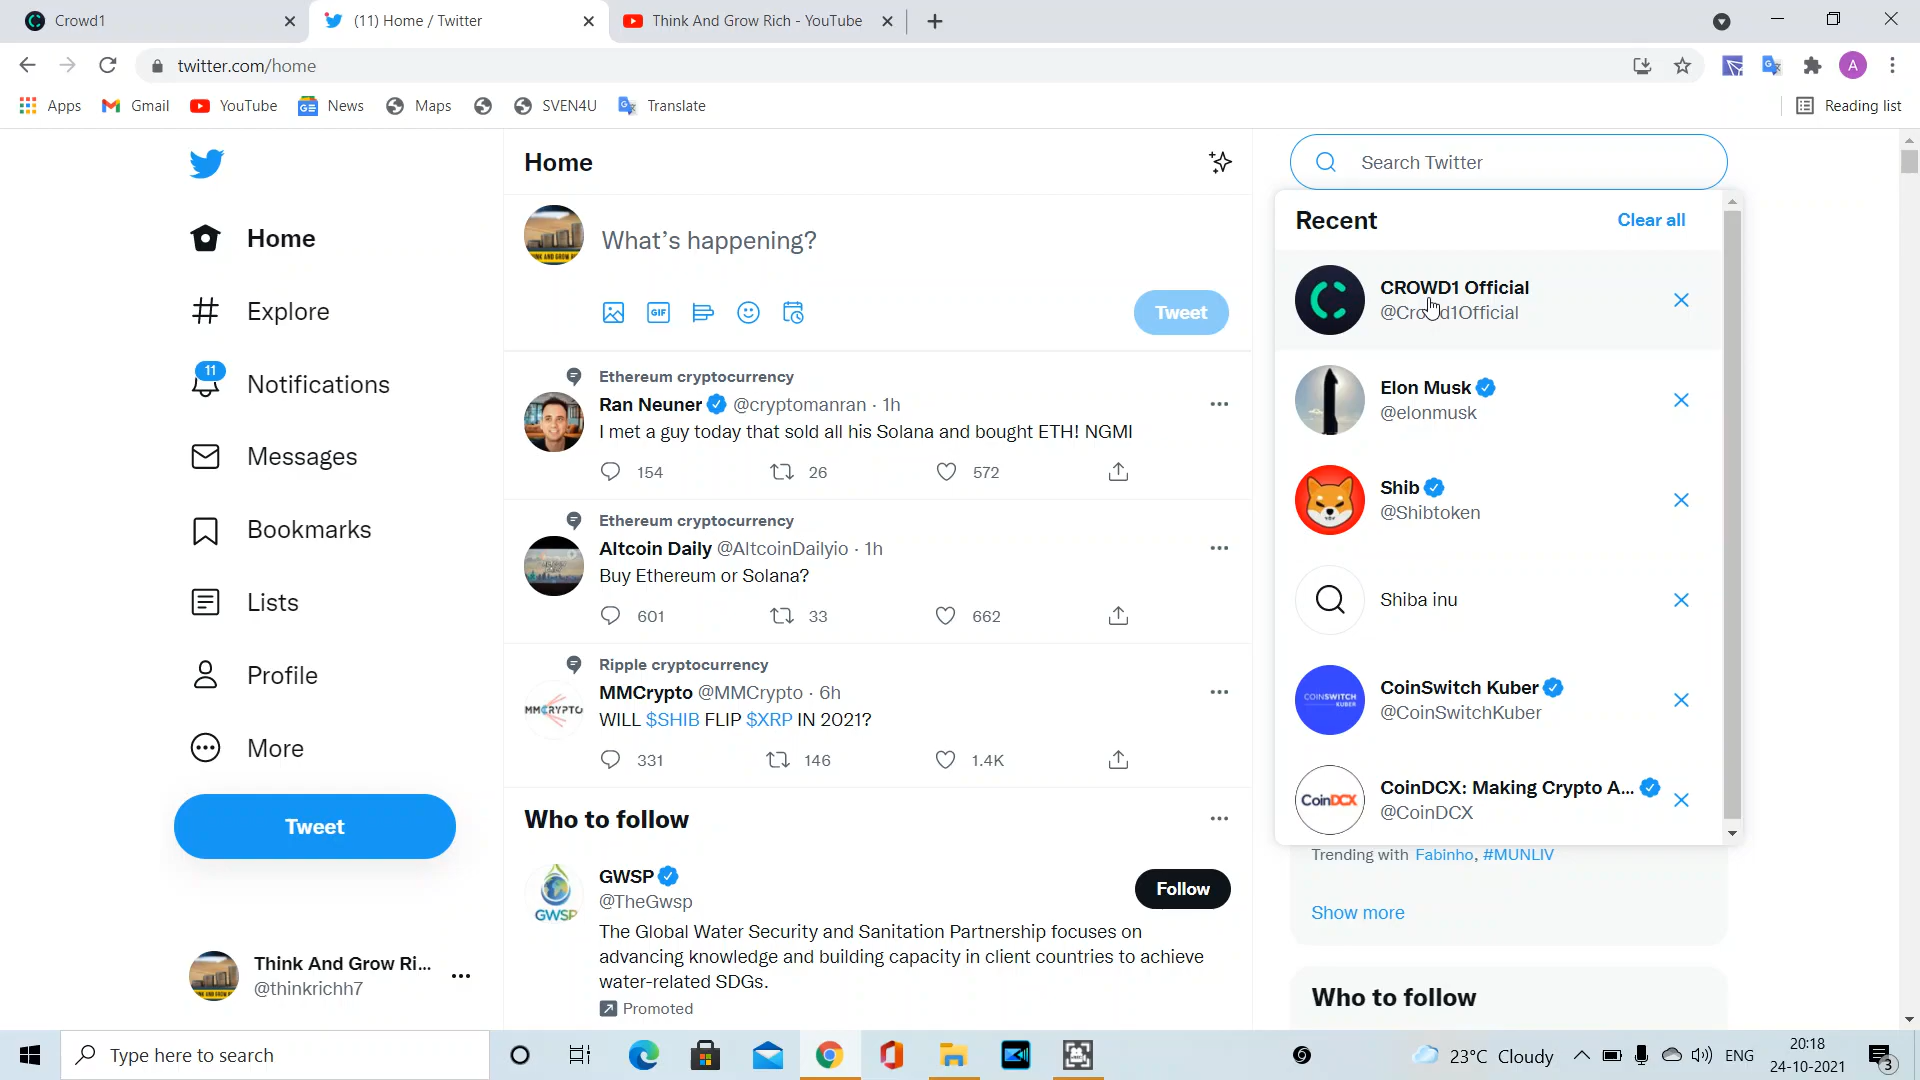 Crowd1
(11) Home / Twitter
Think And Grow Rich - YouTube
twitter.com/home
A
Apps
Gmail
YouTube
News
Maps
SVEN4U
Translate
Reading list
Home
Explore
11
Notifications
Messages
Bookmarks
Lists
Profile
More
Tweet
Think And Grow Ri...
@thinkrichh7
Home
What's happening?
GIF
Tweet
Ethereum cryptocurrency
Ran Neuner @cryptomanran · 1h
I met a guy today that sold all his Solana and bought ETH! NGMI
154 26 572
Ethereum cryptocurrency
Altcoin Daily @AltcoinDailyio · 1h
Buy Ethereum or Solana?
601 33 662
Ripple cryptocurrency
MMCrypto @MMCrypto · 6h
MMCRYPTO
WILL $SHIB FLIP $XRP IN 2021?
331 146 1.4K
Who to follow
GWSP
GWSP
@TheGwsp
Follow
The Global Water Security and Sanitation Partnership focuses on
advancing knowledge and building capacity in client countries to achieve
water-related SDGs.
Promoted
Search Twitter
Recent
Clear all
CROWD1 Official
@Crowd1Official
Elon Musk
@elonmusk
Shib
@Shibtoken
Shiba inu
COINSWITCH
KUBER
CoinSwitch Kuber
@CoinSwitchKuber
CoinDCX
CoinDCX: Making Crypto A...
@CoinDCX
Trending with Fabinho, #MUNLIV
Show more
Who to follow
Type here to search
23°C Cloudy
ENG
20:18
24-10-2021
3